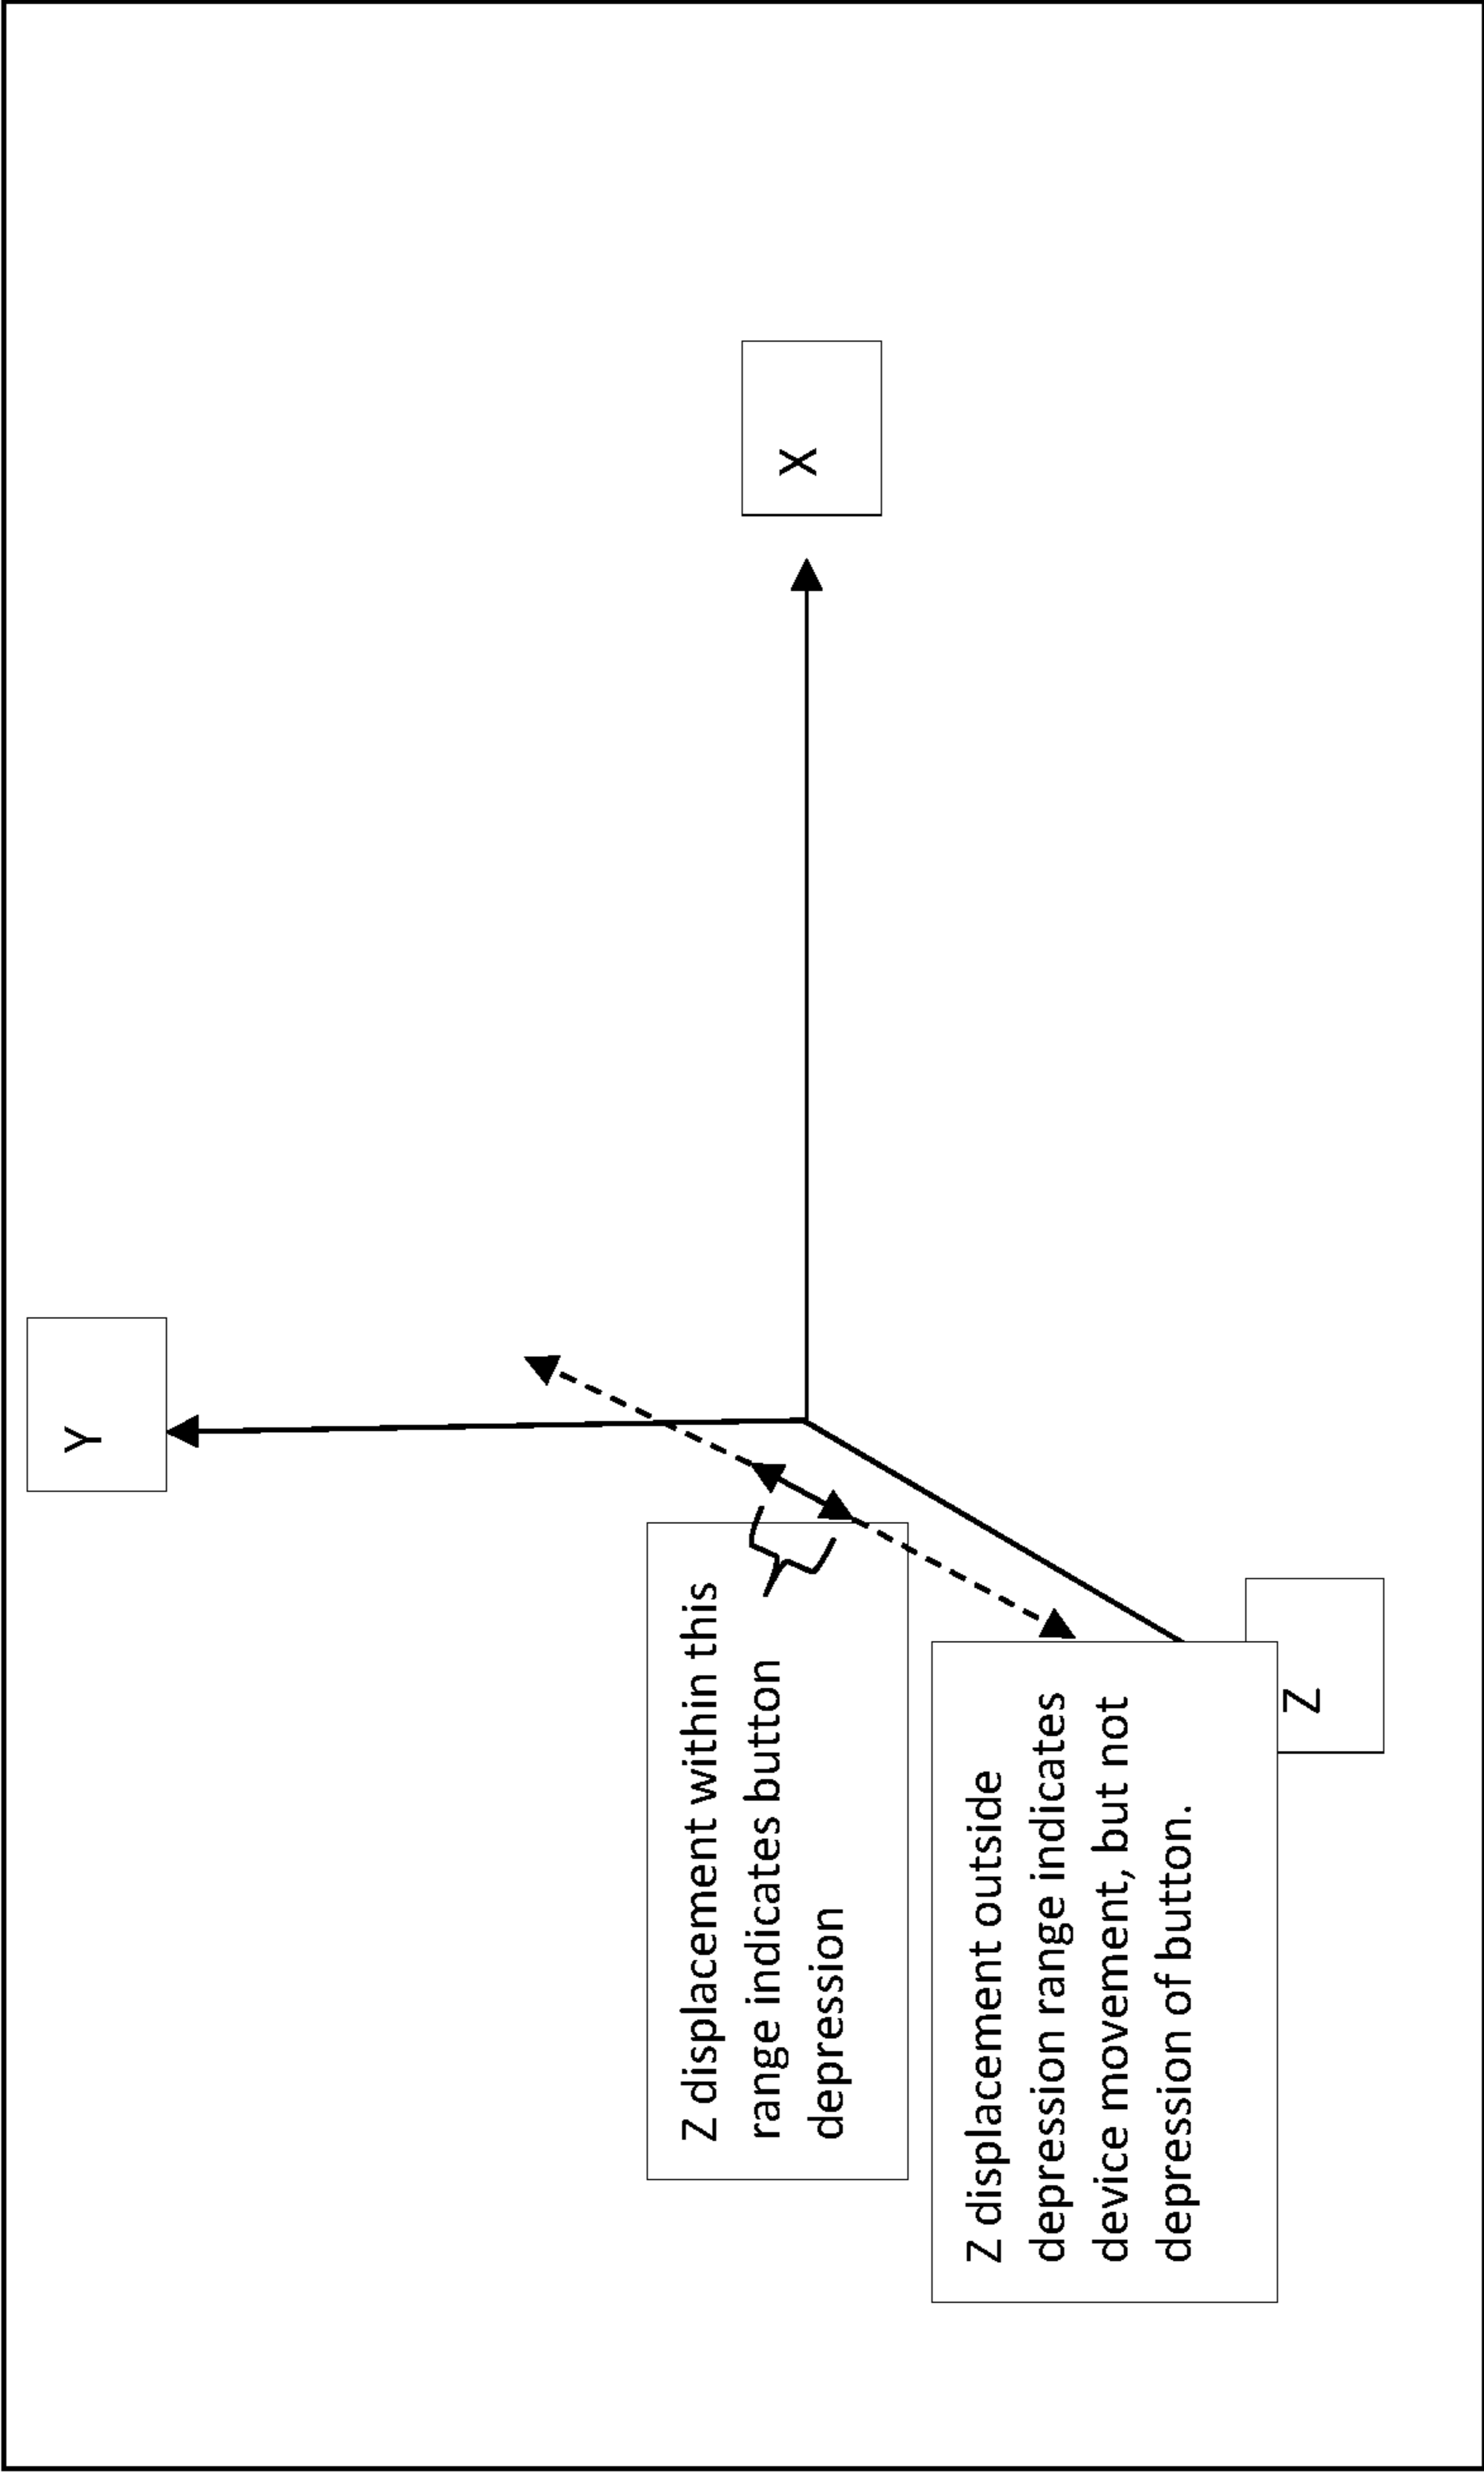 Y
X
Z displacement within this
range indicates button
depression
Z displacement outside
depression range indicates
device movement, but not
depression of button.
Z